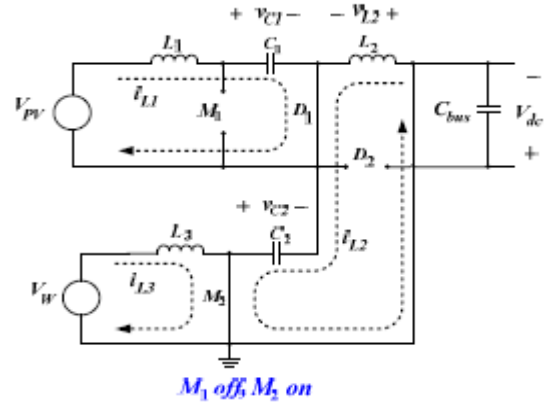 + vC1 − − vL2 +
L1 C1 L2
VPV iL1 M1 D1 Cbus − Vdc +
D2
+ vC2 −
L3 C2 iL2
VW iL3 M2
M1 off, M2 on